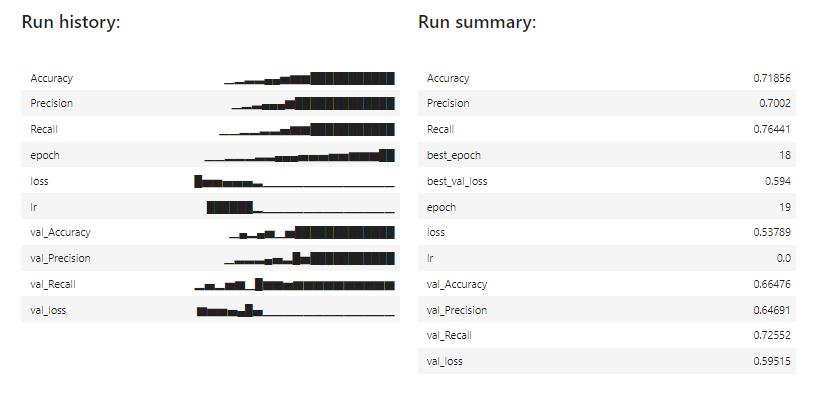 Run history:
Accuracy
Precision
Recall
epoch
loss
lr
val_Accuracy
val_Precision
val_Recall
val_loss
Run summary:
Accuracy 0.71856
Precision 0.7002
Recall 0.76441
best_epoch 18
best_val_loss 0.594
epoch 19
loss 0.53789
lr 0.0
val_Accuracy 0.66476
val_Precision 0.64691
val_Recall 0.72552
val_loss 0.59515